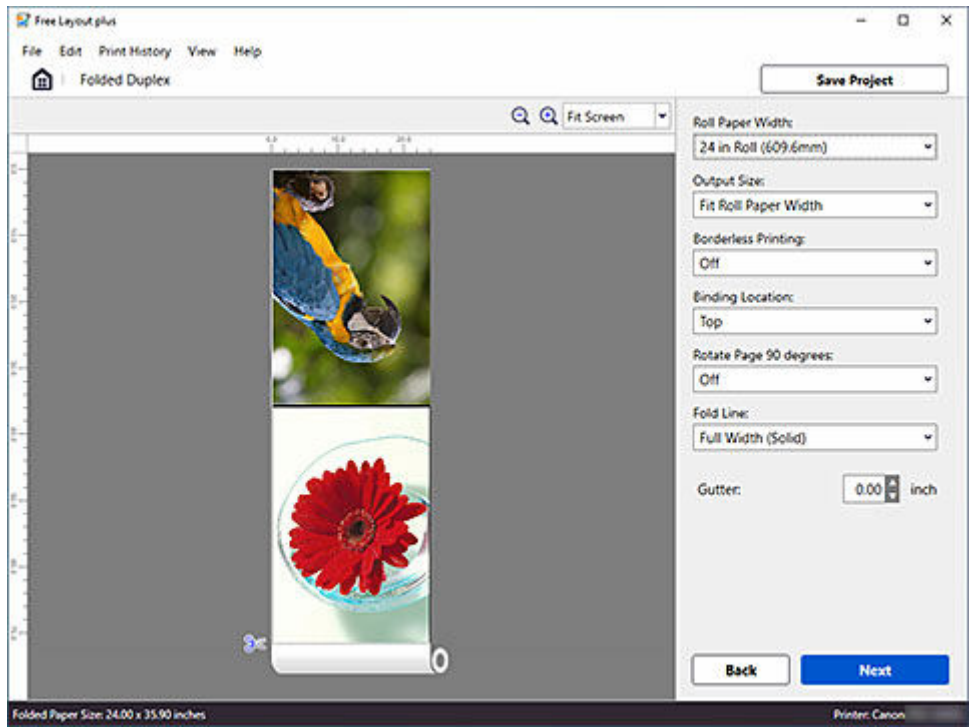 Free Layout plus
File Edit Print History View Help
Folded Duplex
Save Project
Fit Screen
Roll Paper Width:
24 in Roll (609.6mm)
Output Size:
Fit Roll Paper Width
Borderless Printing:
Off
Binding Location:
Top
Rotate Page 90 degrees:
Off
Fold Line:
Full Width (Solid)
Gutter: 0.00 inch
Back Next
Folded Paper Size: 24.00 x 35.90 inches
Printer: Canon